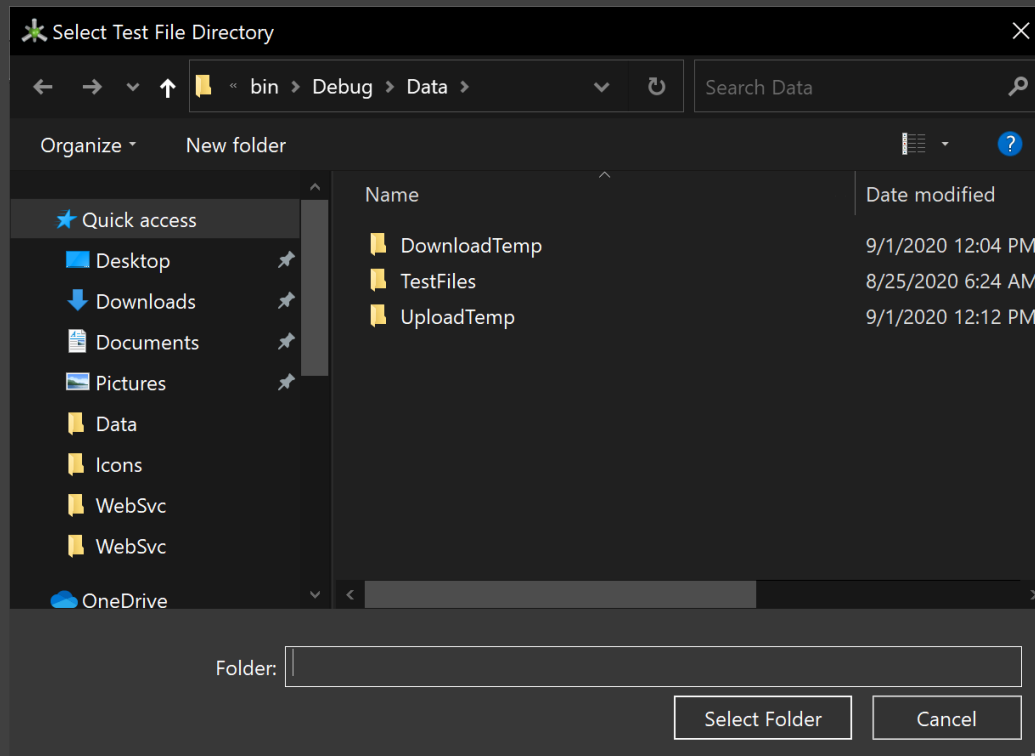 Select Test File Directory
« bin > Debug > Data >
Search Data
Organize
New folder
?
Name
Date modified
Quick access
Desktop
Downloads
Documents
Pictures
Data
Icons
WebSvc
WebSvc
OneDrive
DownloadTemp 9/1/2020 12:04 PM
TestFiles 8/25/2020 6:24 AM
UploadTemp 9/1/2020 12:12 PM
Folder:
Select Folder
Cancel